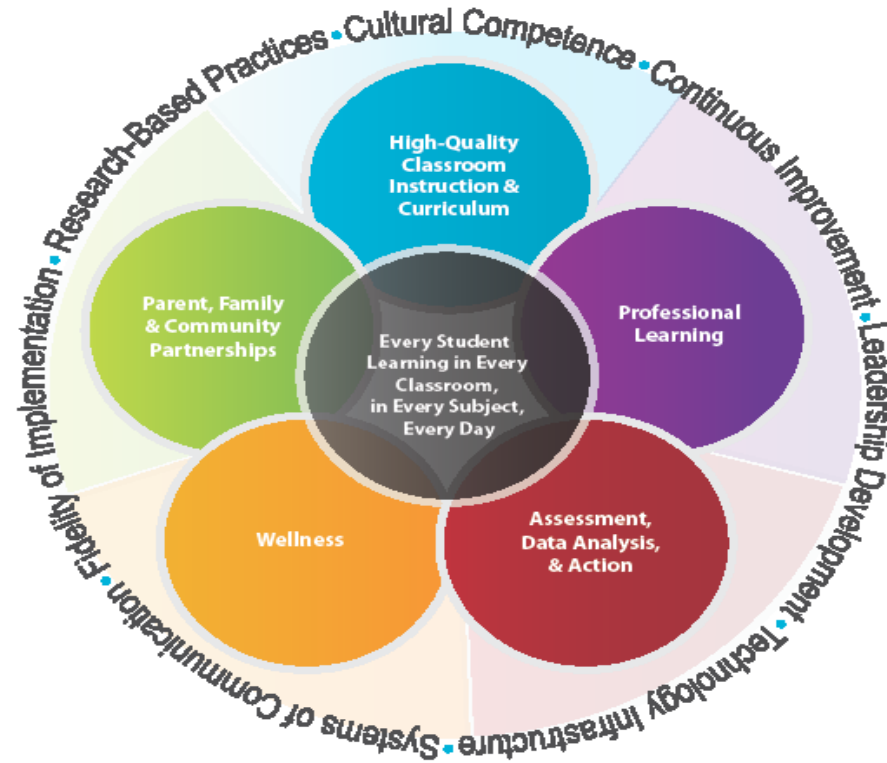 Cultural Competence • Continuous Improvement • Leadership Development • Technology Infrastructure • Systems of Communication • Fidelity of Implementation • Research-Based Practices •
High-Quality
Classroom
Instruction &
Curriculum
Parent, Family
& Community
Partnerships
Professional
Learning
Every Student
Learning in Every
Classroom,
in Every Subject,
Every Day
Wellness
Assessment,
Data Analysis,
& Action